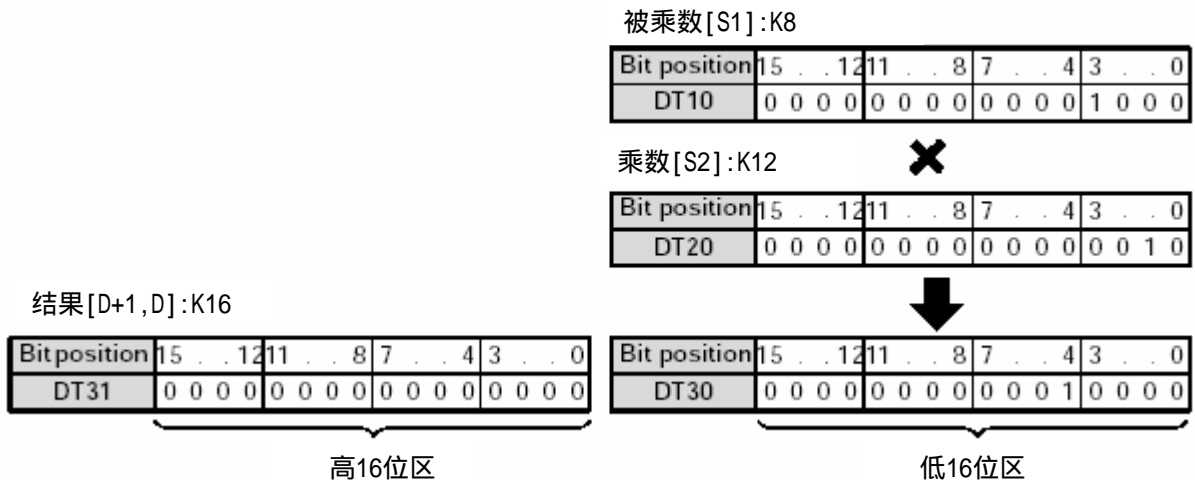 被乘数[S1]:K8
Bit position 15 . . 12 11 . . 8 7 . . 4 3 . . 0
DT10 0 0 0 0 0 0 0 0 0 0 0 0 1 0 0 0
乘数[S2]:K12
Bit position 15 . . 12 11 . . 8 7 . . 4 3 . . 0
DT20 0 0 0 0 0 0 0 0 0 0 0 0 0 0 1 0
结果[D+1,D]:K16
Bit position 15 . . 12 11 . . 8 7 . . 4 3 . . 0
DT31 0 0 0 0 0 0 0 0 0 0 0 0 0 0 0 0
高16位区
Bit position 15 . . 12 11 . . 8 7 . . 4 3 . . 0
DT30 0 0 0 0 0 0 0 0 0 0 0 1 0 0 0 0
低16位区